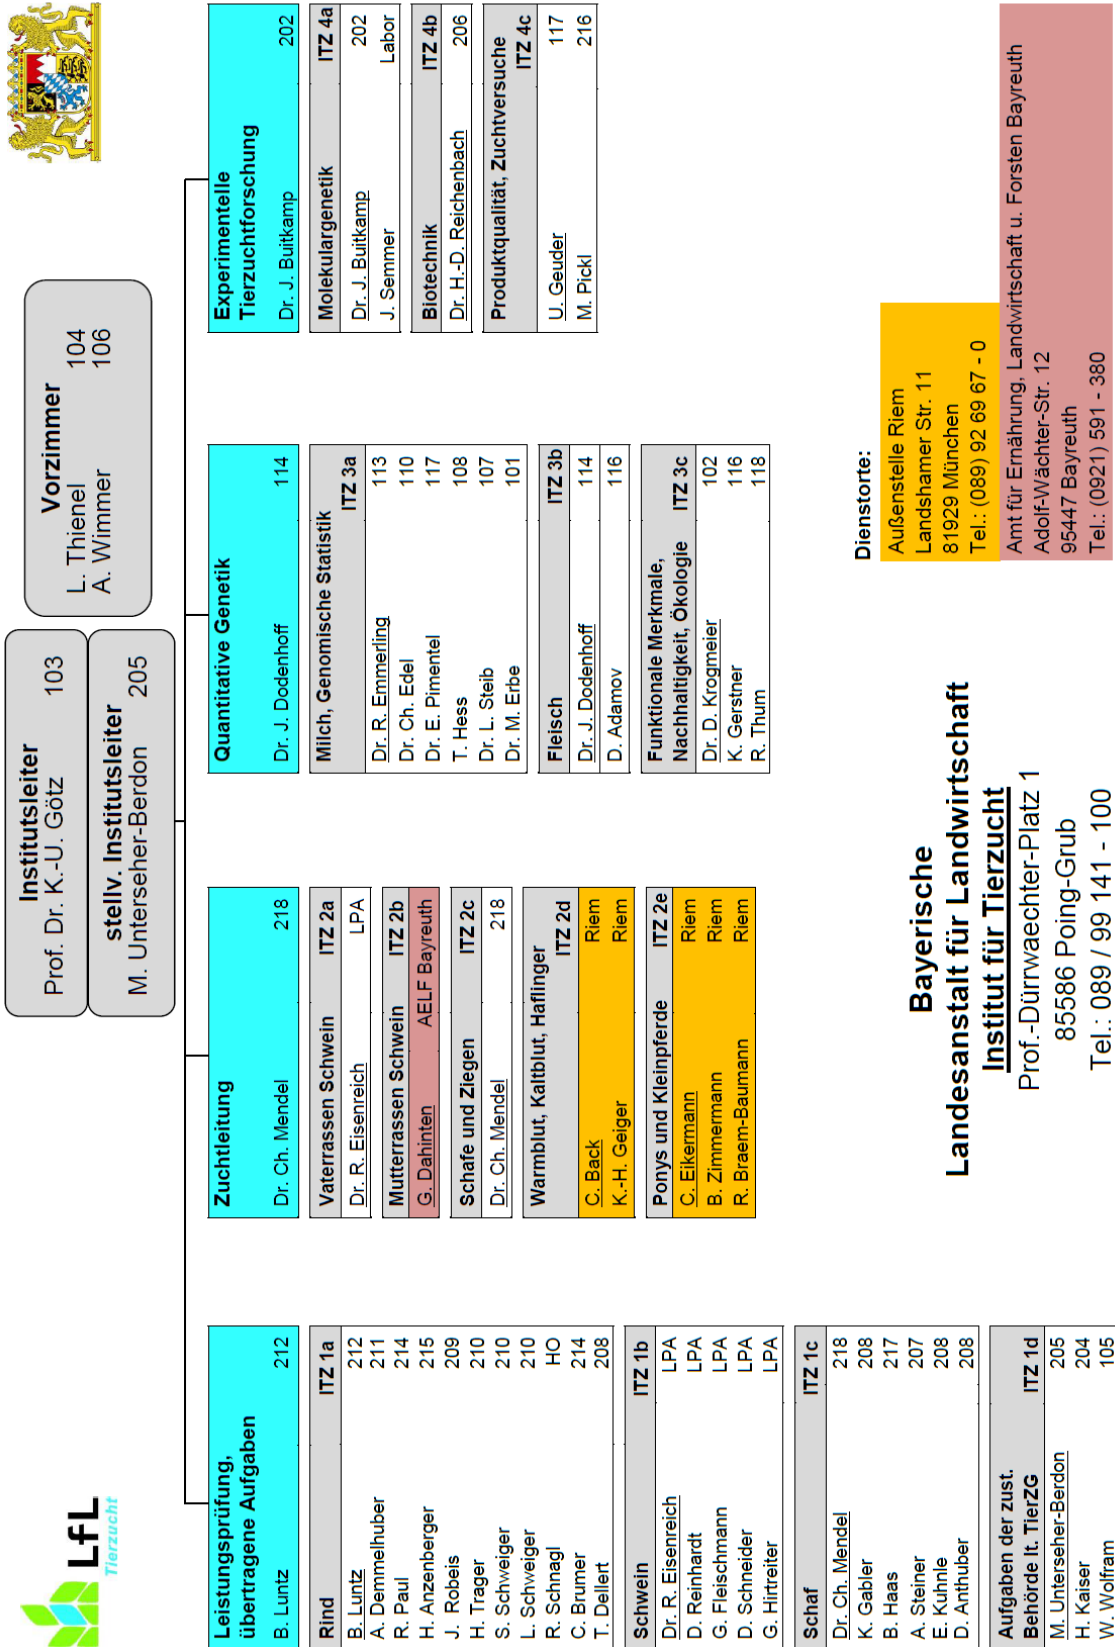 LfL
Tierzucht
Institutsleiter
Prof. Dr. K.-U. Götz 103
stellv. Institutsleiter
M. Unterseher-Berdon 205
Vorzimmer
L. Thienel 104
A. Wimmer 106
Leistungsprüfung,
übertragene Aufgaben
B. Luntz 212
Rind ITZ 1a
B. Luntz 212
A. Demmelhuber 211
R. Paul 214
H. Anzenberger 215
J. Robeis 209
H. Trager 210
S. Schweiger 210
L. Schweiger 210
R. Schnagl HO
C. Brumer 214
T. Dellert 208
Schwein ITZ 1b
Dr. R. Eisenreich LPA
D. Reinhardt LPA
G. Fleischmann LPA
D. Schneider LPA
G. Hirtreiter LPA
Schaf ITZ 1c
Dr. Ch. Mendel 218
K. Gabler 208
B. Haas 217
A. Steiner 207
E. Kuhnle 208
D. Anthuber 208
Aufgaben der zust.
Behörde lt. TierZG ITZ 1d
M. Unterseher-Berdon 205
H. Kaiser 204
W. Wolfram 105
Zuchtleitung
Dr. Ch. Mendel 218
Vaterrassen Schwein ITZ 2a
Dr. R. Eisenreich LPA
Mutterrassen Schwein ITZ 2b
G. Dahinten AELF Bayreuth
Schafe und Ziegen ITZ 2c
Dr. Ch. Mendel 218
Warmblut, Kaltblut, Haflinger
ITZ 2d
C. Back Riem
K.-H. Geiger Riem
Ponys und Kleinpferde ITZ 2e
C. Eikermann Riem
B. Zimmermann Riem
R. Braem-Baumann Riem
Quantitative Genetik
Dr. J. Dodenhoff 114
Milch, Genomische Statistik
ITZ 3a
Dr. R. Emmerling 113
Dr. Ch. Edel 110
Dr. E. Pimentel 117
T. Hess 108
Dr. L. Steib 107
Dr. M. Erbe 101
Fleisch ITZ 3b
Dr. J. Dodenhoff 114
D. Adamov 116
Funktionale Merkmale,
Nachhaltigkeit, Ökologie ITZ 3c
Dr. D. Krogmeier 102
K. Gerstner 116
R. Thum 118
Experimentelle
Tierzuchtforschung
Dr. J. Buitkamp 202
Molekulargenetik ITZ 4a
Dr. J. Buitkamp 202
J. Semmer Labor
Biotechnik ITZ 4b
Dr. H.-D. Reichenbach 206
Produktqualität, Zuchtversuche
ITZ 4c
U. Geuder 117
M. Pickl 216
Bayerische
Landesanstalt für Landwirtschaft
Institut für Tierzucht
Prof.-Dürrwaechter-Platz 1
85586 Poing-Grub
Tel.: 089 / 99 141 - 100
Dienstorte:
Außenstelle Riem
Landshamer Str. 11
81929 München
Tel.: (089) 92 69 67 - 0
Amt für Ernährung, Landwirtschaft u. Forsten Bayreuth
Adolf-Wächter-Str. 12
95447 Bayreuth
Tel.: (0921) 591 - 380